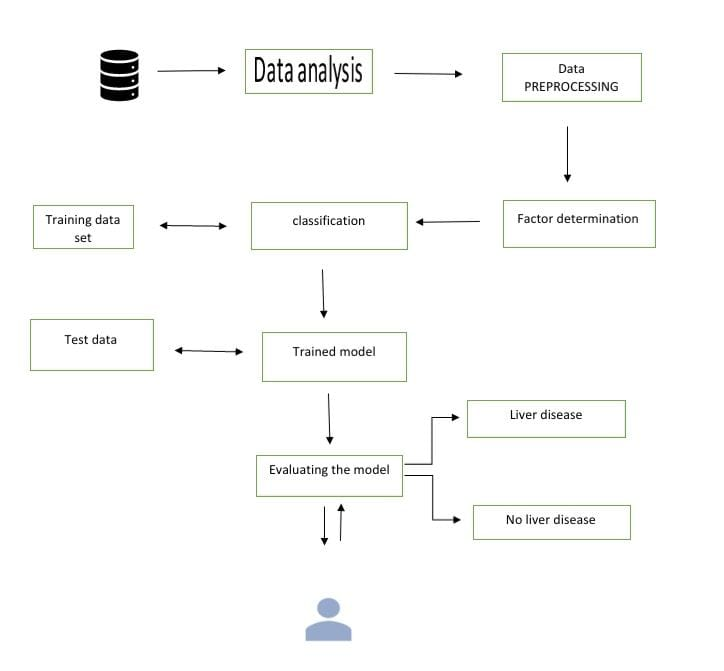 Data analysis
Data
PREPROCESSING
Training data
set
classification
Factor determination
Test data
Trained model
Liver disease
Evaluating the model
No liver disease